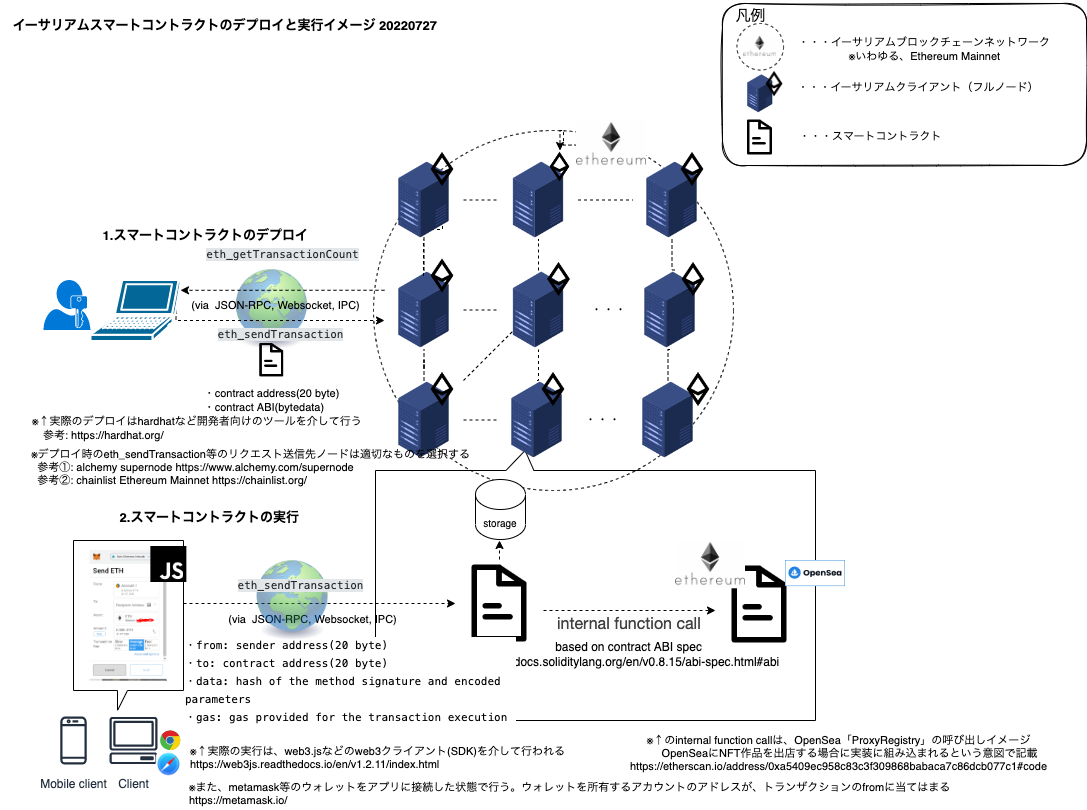 イーサリアムスマートコントラクトのデプロイと実行イメージ 20220727
凡例
ethereum
・・・イーサリアムブロックチェーンネットワーク
※いわゆる、Ethereum Mainnet
・・・イーサリアムクライアント（フルノード）
・・・スマートコントラクト
ethereum
1.スマートコントラクトのデプロイ
eth_getTransactionCount
(via JSON-RPC, Websocket, IPC)
eth_sendTransaction
・contract address(20 byte)
・contract ABI(bytedata)
※↑実際のデプロイはhardhatなど開発者向けのツールを介して行う
参考: https://hardhat.org/
※デプロイ時のeth_sendTransaction等のリクエスト送信先ノードは適切なものを選択する
参考①: alchemy supernode https://www.alchemy.com/supernode
参考②: chainlist Ethereum Mainnet https://chainlist.org/
・・・
・・・
2.スマートコントラクトの実行
storage
JS
Send ETH
eth_sendTransaction
(via JSON-RPC, Websocket, IPC)
・from: sender address(20 byte)
・to: contract address(20 byte)
・data: hash of the method signature and encoded
parameters
・gas: gas provided for the transaction execution
ethereum
OpenSea
internal function call
based on contract ABI spec
docs.soliditylang.org/en/v0.8.15/abi-spec.html#abi
Mobile client
Client
※↑実際の実行は、web3.jsなどのweb3クライアント(SDK)を介して行われる
https://web3js.readthedocs.io/en/v1.2.11/index.html
※また、metamask等のウォレットをアプリに接続した状態で行う。ウォレットを所有するアカウントのアドレスが、トランザクションのfromに当てはまる
https://metamask.io/
※↑のinternal function callは、OpenSea「ProxyRegistry」の呼び出しイメージ
OpenSeaにNFT作品を出店する場合に実装に組み込まれるという意図で記載
https://etherscan.io/address/0xa5409ec958c83c3f309868babaca7c86dcb077c1#code